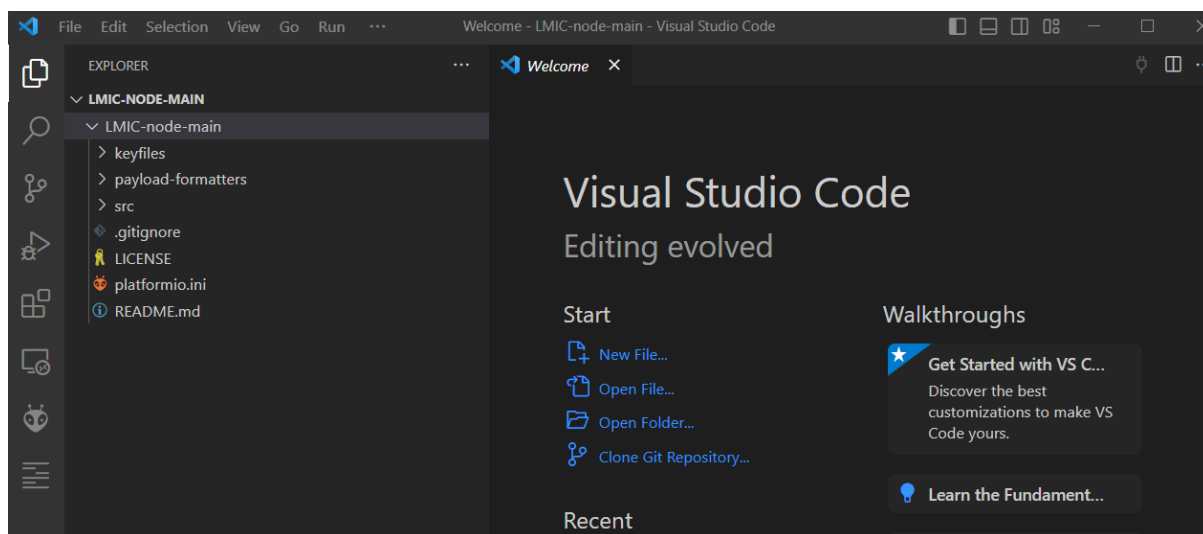 File Edit Selection View Go Run ··· Welcome - LMIC-node-main - Visual Studio Code
EXPLORER ···
Welcome
LMIC-NODE-MAIN
LMIC-node-main
keyfiles
payload-formatters
src
.gitignore
LICENSE
platformio.ini
README.md
Visual Studio Code
Editing evolved
Start
New File...
Open File...
Open Folder...
Clone Git Repository...
Recent
Walkthroughs
Get Started with VS C...
Discover the best
customizations to make VS
Code yours.
Learn the Fundament...